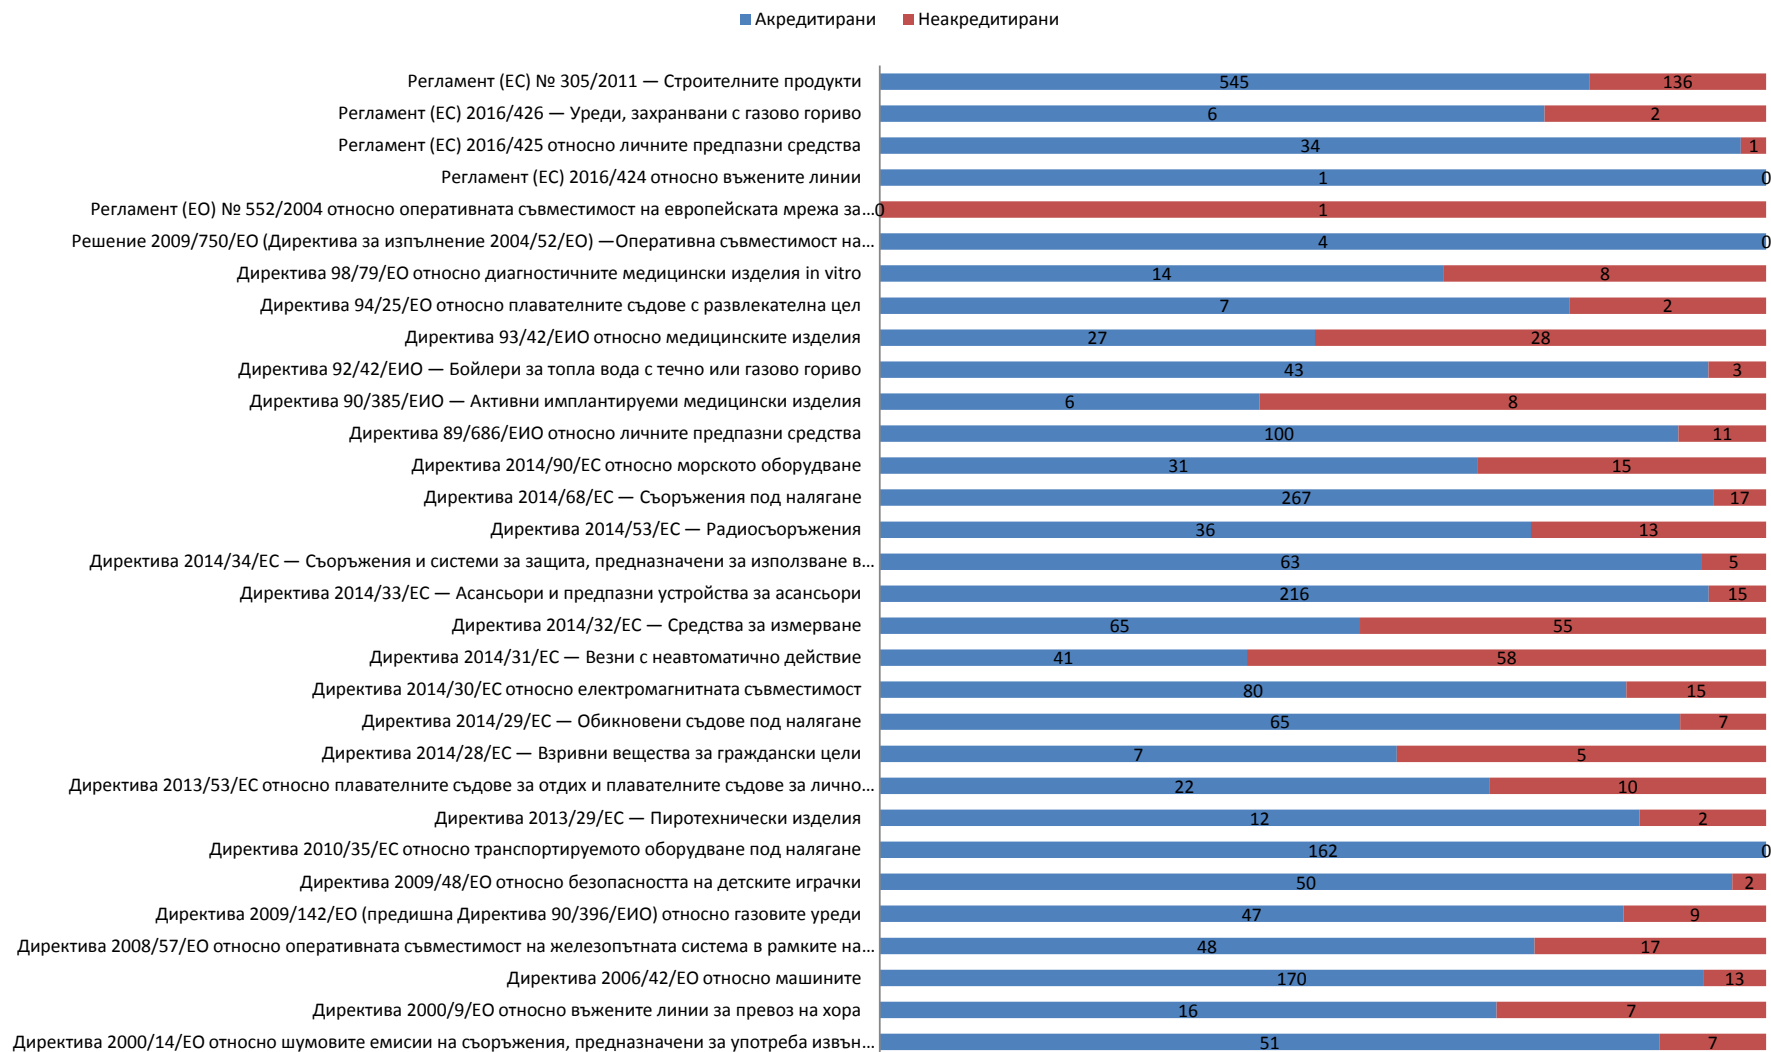 Акредитирани Неакредитирани
Регламент (ЕС) № 305/2011 — Строителните продукти 545 136
Регламент (ЕС) 2016/426 — Уреди, захранвани с газово гориво 6 2
Регламент (ЕС) 2016/425 относно личните предпазни средства 34 1
Регламент (ЕС) 2016/424 относно въжените линии 1 0
Регламент (ЕО) № 552/2004 относно оперативната съвместимост на европейската мрежа за… 0 1
Решение 2009/750/ЕО (Директива за изпълнение 2004/52/ЕО) —Оперативна съвместимост на… 4 0
Директива 98/79/ЕО относно диагностичните медицински изделия in vitro 14 8
Директива 94/25/ЕО относно плавателните съдове с развлекателна цел 7 2
Директива 93/42/ЕИО относно медицинските изделия 27 28
Директива 92/42/ЕИО — Бойлери за топла вода с течно или газово гориво 43 3
Директива 90/385/ЕИО — Активни имплантируеми медицински изделия 6 8
Директива 89/686/ЕИО относно личните предпазни средства 100 11
Директива 2014/90/ЕС относно морското оборудване 31 15
Директива 2014/68/ЕС — Съоръжения под налягане 267 17
Директива 2014/53/ЕС — Радиосъоръжения 36 13
Директива 2014/34/ЕС — Съоръжения и системи за защита, предназначени за използване в… 63 5
Директива 2014/33/ЕС — Асансьори и предпазни устройства за асансьори 216 15
Директива 2014/32/ЕС — Средства за измерване 65 55
Директива 2014/31/ЕС — Везни с неавтоматично действие 41 58
Директива 2014/30/ЕС относно електромагнитната съвместимост 80 15
Директива 2014/29/ЕС — Обикновени съдове под налягане 65 7
Директива 2014/28/ЕС — Взривни вещества за граждански цели 7 5
Директива 2013/53/ЕС относно плавателните съдове за отдих и плавателните съдове за лично… 22 10
Директива 2013/29/ЕС — Пиротехнически изделия 12 2
Директива 2010/35/ЕС относно транспортируемото оборудване под налягане 162 0
Директива 2009/48/ЕО относно безопасността на детските играчки 50 2
Директива 2009/142/ЕО (предишна Директива 90/396/ЕИО) относно газовите уреди 47 9
Директива 2008/57/ЕО относно оперативната съвместимост на железопътната система в рамките на… 48 17
Директива 2006/42/ЕО относно машините 170 13
Директива 2000/9/ЕО относно въжените линии за превоз на хора 16 7
Директива 2000/14/ЕО относно шумовите емисии на съоръжения, предназначени за употреба извън… 51 7